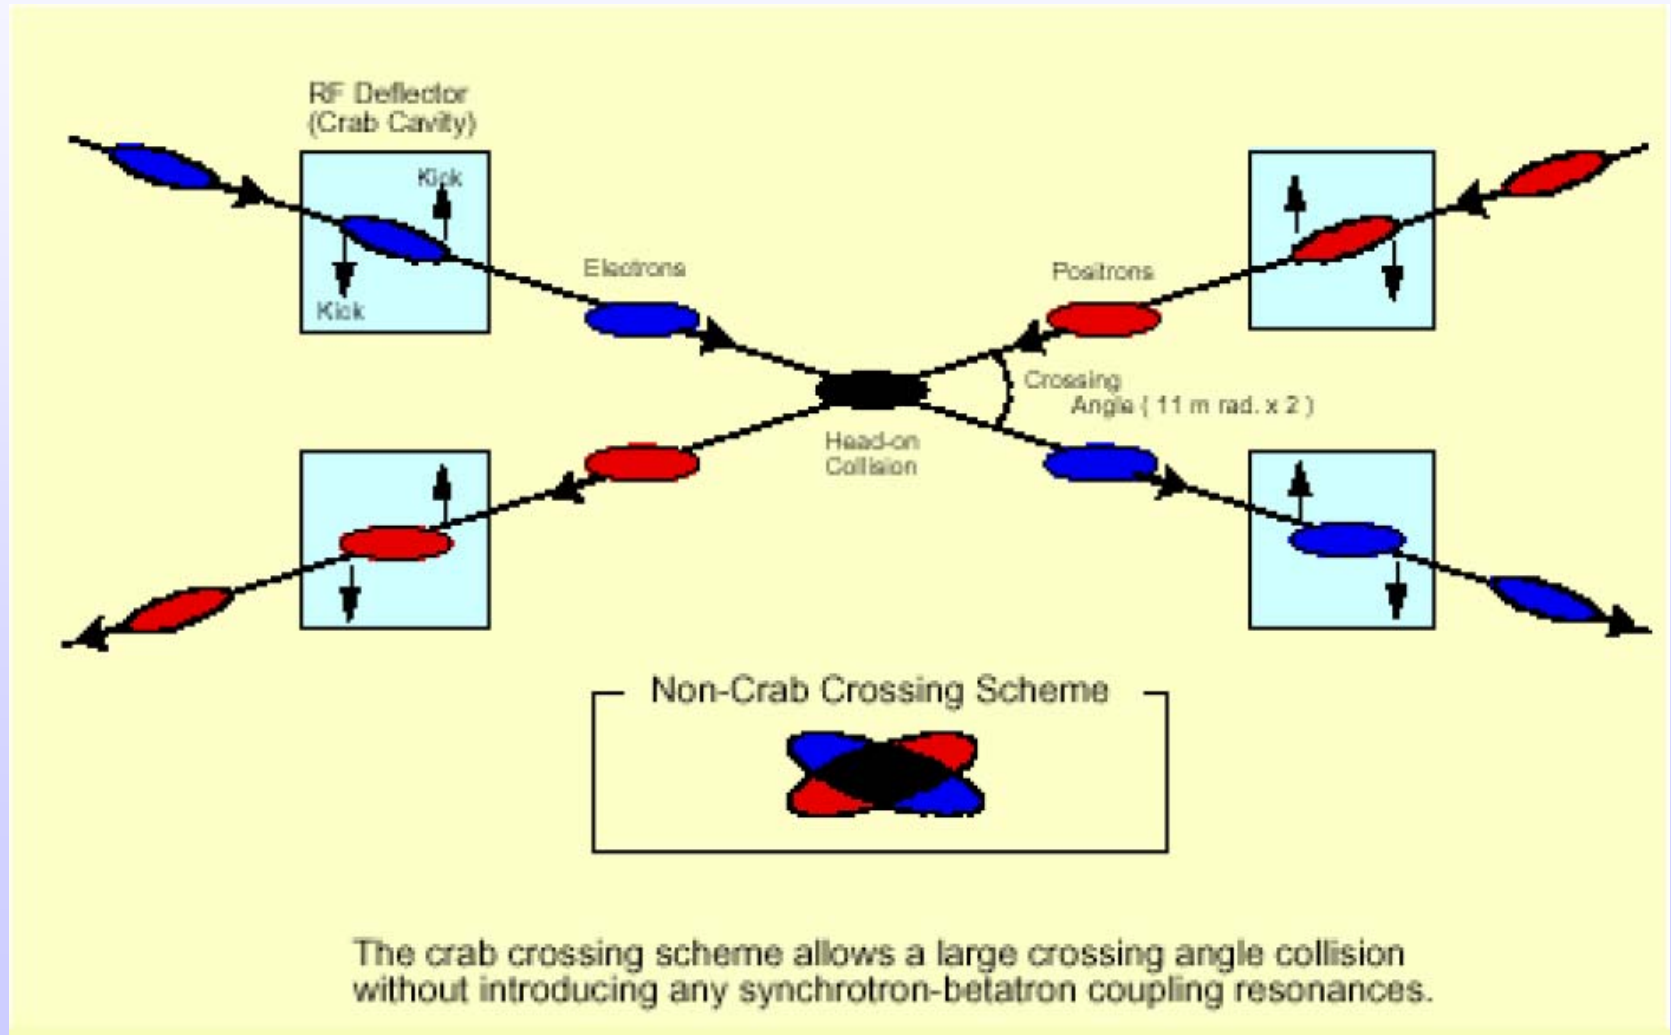 RF Deflector
(Crab Cavity)
Kick
Kick
Electrons
Positrons
Crossing
Angle ( 11 m rad. x 2 )
Head-on
Collision
Non-Crab Crossing Scheme
The crab crossing scheme allows a large crossing angle collision
without introducing any synchrotron-betatron coupling resonances.